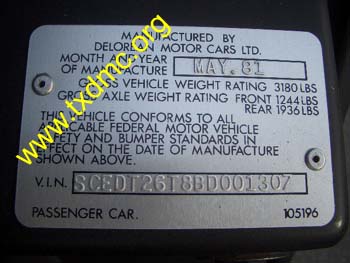 MANUFACTURED BY
DELOREAN MOTOR CARS LTD.
MONTH AND YEAR
OF MANUFACTURE MAY. 81
GROSS VEHICLE WEIGHT RATING 3180 LBS
GROSS AXLE WEIGHT RATING FRONT 1244 LBS
REAR 1936 LBS
THIS VEHICLE CONFORMS TO ALL
APPLICABLE FEDERAL MOTOR VEHICLE
SAFETY AND BUMPER STANDARDS IN
EFFECT ON THE DATE OF MANUFACTURE
SHOWN ABOVE.
V.I.N. SCEDT26T8BD001307
PASSENGER CAR. 105196
www.txdmc.org